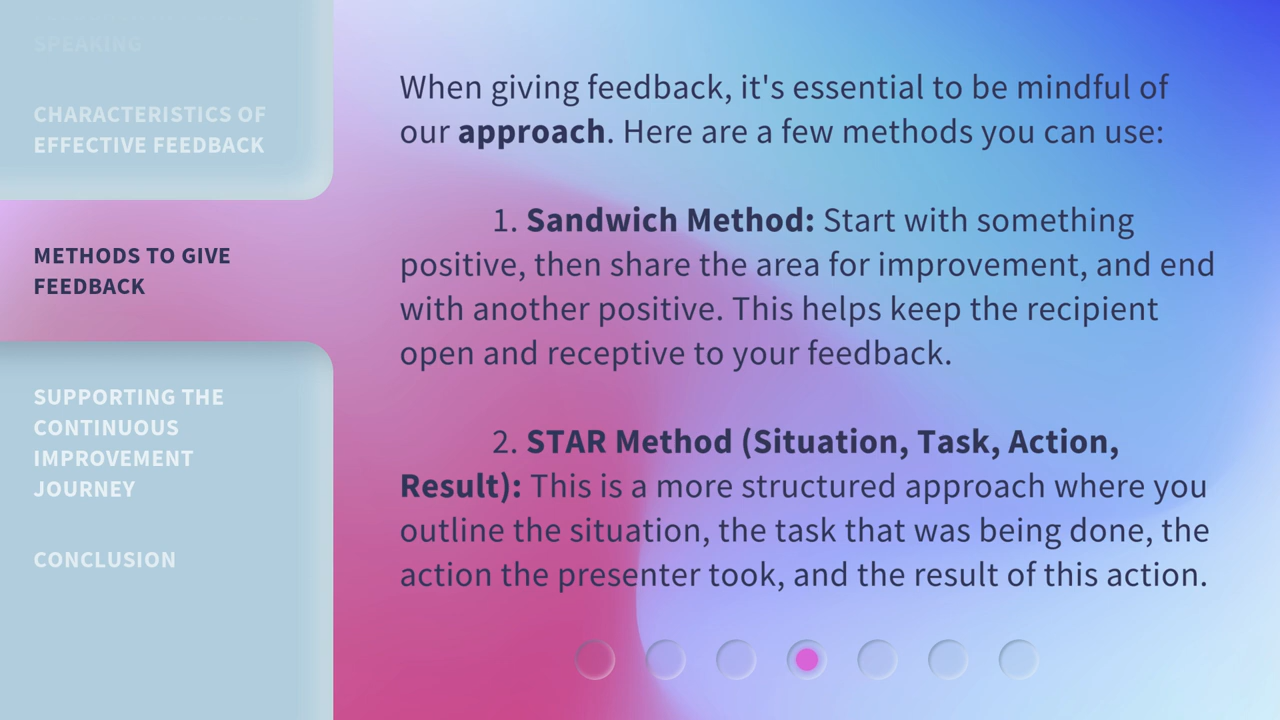 SPEAKING
CHARACTERISTICS OF
EFFECTIVE FEEDBACK
METHODS TO GIVE
FEEDBACK
SUPPORTING THE
CONTINUOUS
IMPROVEMENT
JOURNEY
CONCLUSION
When giving feedback, it's essential to be mindful of
our approach. Here are a few methods you can use:
1. Sandwich Method: Start with something
positive, then share the area for improvement, and end
with another positive. This helps keep the recipient
open and receptive to your feedback.
2. STAR Method (Situation, Task, Action,
Result): This is a more structured approach where you
outline the situation, the task that was being done, the
action the presenter took, and the result of this action.